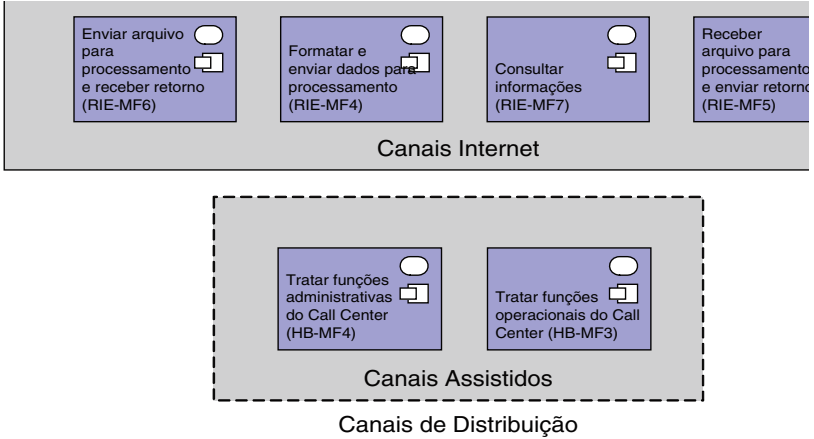 Enviar arquivo
para
processamento
e receber retorno
(RIE-MF6)
Formatar e
enviar dados para
processamento
(RIE-MF4)
Consultar
informações
(RIE-MF7)
Receber
arquivo para
processamento
e enviar retorno
(RIE-MF5)
Canais Internet
Tratar funções
administrativas
do Call Center
(HB-MF4)
Tratar funções
operacionais do Call
Center (HB-MF3)
Canais Assistidos
Canais de Distribuição